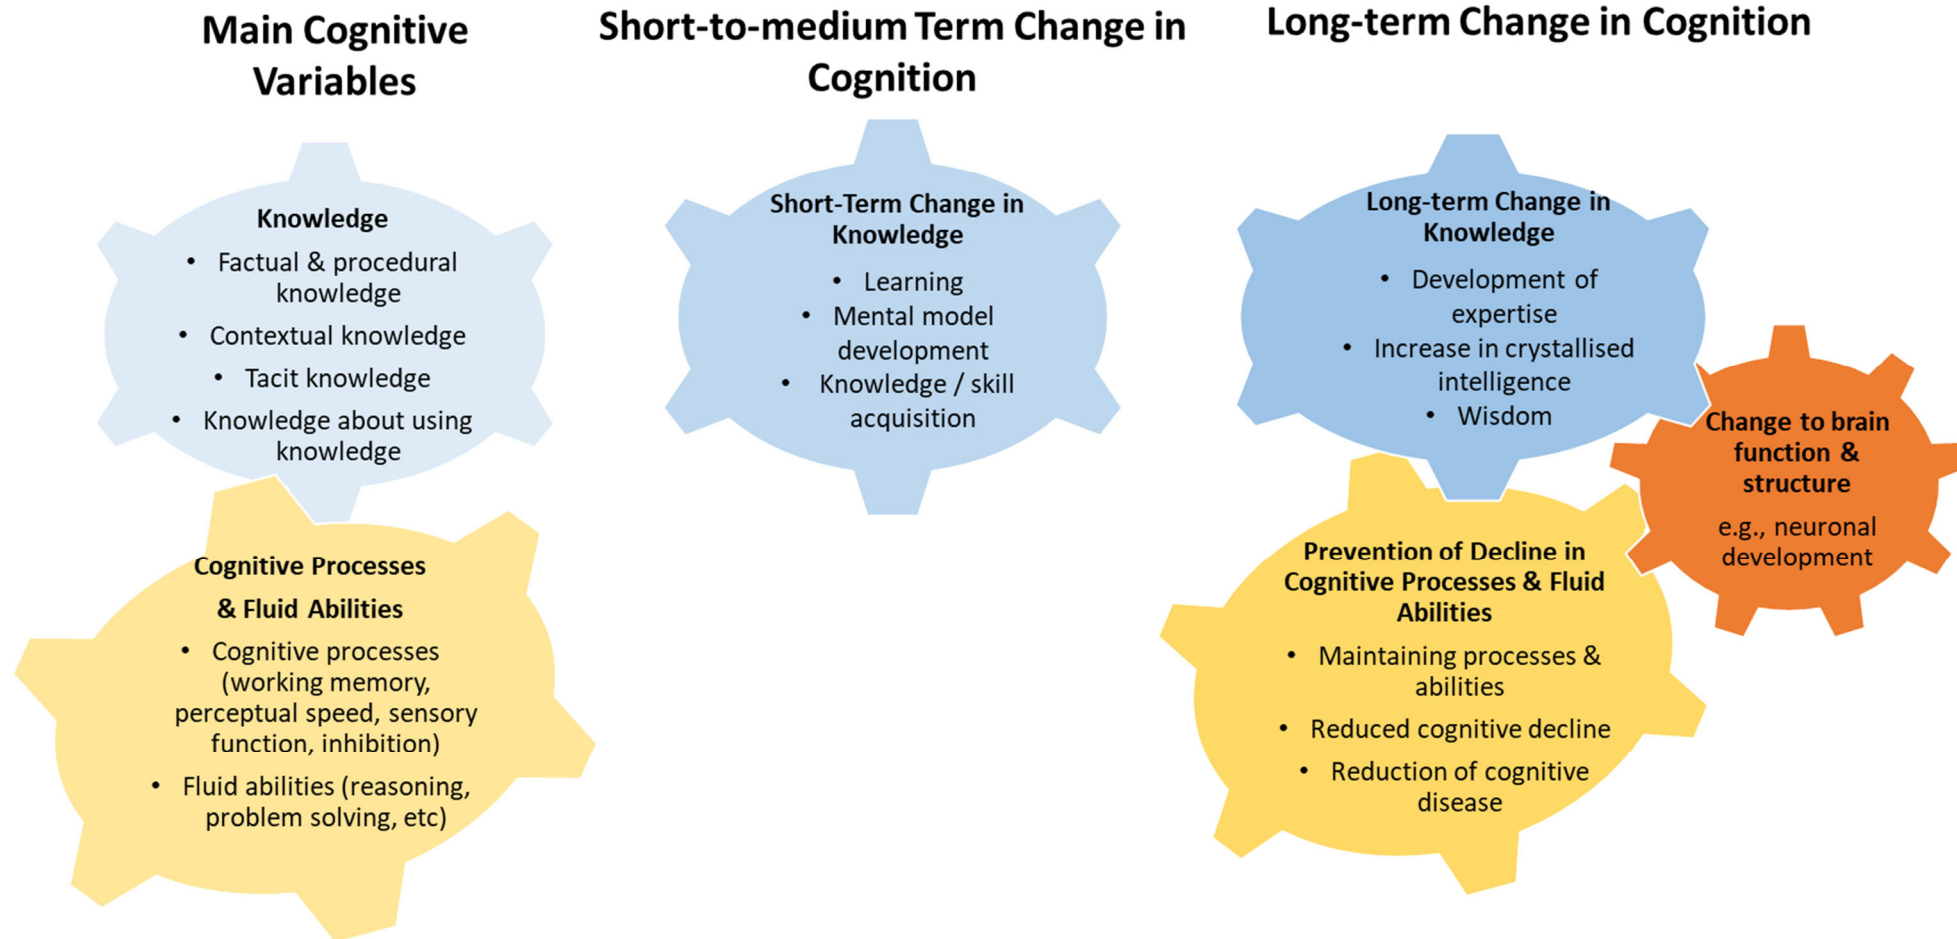 Main Cognitive
Variables
Knowledge
• Factual & procedural
knowledge
• Contextual knowledge
• Tacit knowledge
• Knowledge about using
knowledge
Cognitive Processes
& Fluid Abilities
• Cognitive processes
(working memory,
perceptual speed, sensory
function, inhibition)
• Fluid abilities (reasoning,
problem solving, etc)
Short-to-medium Term Change in
Cognition
Short-Term Change in
Knowledge
• Learning
• Mental model
development
• Knowledge / skill
acquisition
Long-term Change in Cognition
Long-term Change in
Knowledge
• Development of
expertise
• Increase in crystallised
intelligence
• Wisdom
Change to brain
function &
structure
e.g., neuronal
development
Prevention of Decline in
Cognitive Processes & Fluid
Abilities
• Maintaining processes &
abilities
• Reduced cognitive decline
• Reduction of cognitive
disease